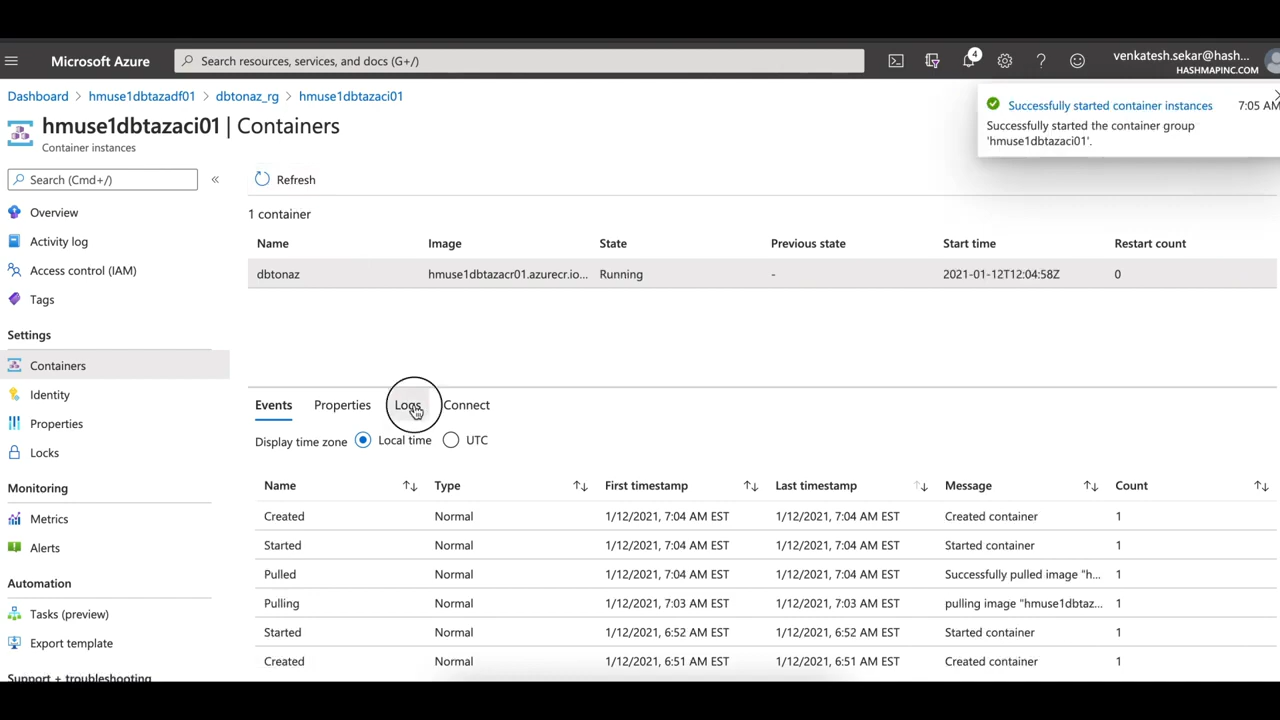 Microsoft Azure
Search resources, services, and docs (G+/)
4
venkatesh.sekar@hash...
HASHMAPINC.COM
Dashboard > hmuse1dbtazadf01 > dbtonaz_rg > hmuse1dbtazaci01
hmuse1dbtazaci01 | Containers
Container instances
Successfully started container instances 7:05 AM
Successfully started the container group
'hmuse1dbtazaci01'.
Search (Cmd+/)
«
Overview
Activity log
Access control (IAM)
Tags
Settings
Containers
Identity
Properties
Locks
Monitoring
Metrics
Alerts
Automation
Tasks (preview)
Export template
Support + troubleshooting
Refresh
1 container
Name Image State Previous state Start time Restart count
dbtonaz hmuse1dbtazacr01.azurecr.io... Running - 2021-01-12T12:04:58Z 0
Events Properties Logs Connect
Display time zone Local time UTC
Name Type First timestamp Last timestamp Message Count
Created Normal 1/12/2021, 7:04 AM EST 1/12/2021, 7:04 AM EST Created container 1
Started Normal 1/12/2021, 7:04 AM EST 1/12/2021, 7:04 AM EST Started container 1
Pulled Normal 1/12/2021, 7:04 AM EST 1/12/2021, 7:04 AM EST Successfully pulled image "h... 1
Pulling Normal 1/12/2021, 7:03 AM EST 1/12/2021, 7:03 AM EST pulling image "hmuse1dbtaz... 1
Started Normal 1/12/2021, 6:52 AM EST 1/12/2021, 6:52 AM EST Started container 1
Created Normal 1/12/2021, 6:51 AM EST 1/12/2021, 6:51 AM EST Created container 1